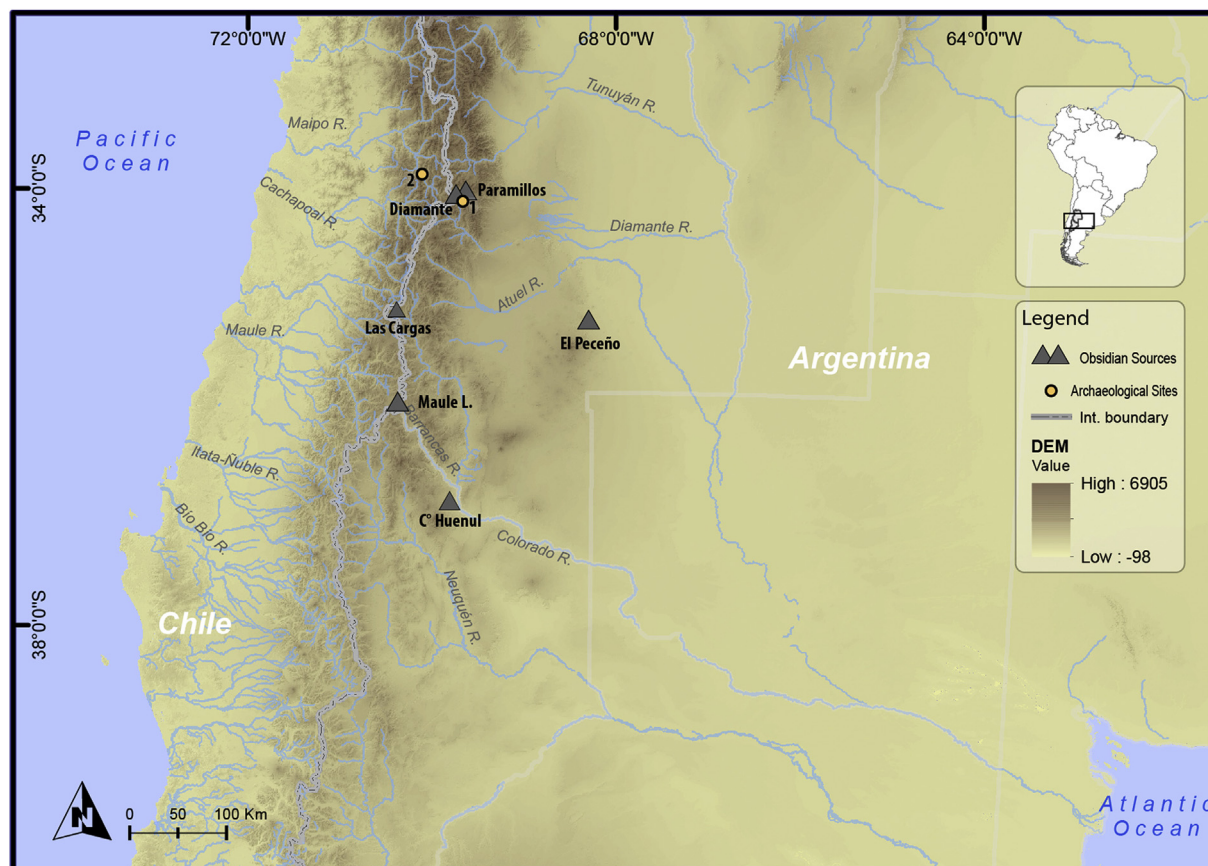 72°0'0"W
68°0'0"W
64°0'0"W
Tunuyán R.
Maipo R.
Pacific
Ocean
34°0'0"S
2
Cachapoal R.
Paramillos
Diamante
1
Diamante R.
Atuel R.
Las Cargas
Maule R.
El Peceño
Argentina
Maule L.
Barrancas R.
Itata-Ñuble R.
Bío Bío R.
C° Huenul
Colorado R.
Neuquén R.
Chile
38°0'0"S
Legend
Obsidian Sources
Archaeological Sites
Int. boundary
DEM
Value
High : 6905
Low : -98
N
0 50 100 Km
Atlantic
Ocean